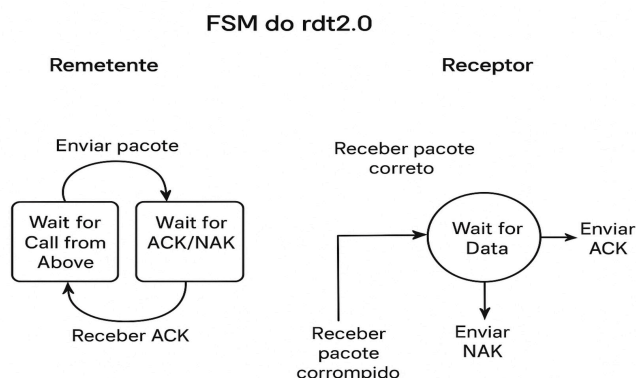 FSM do rdt2.0
Remetente
Receptor
Enviar pacote
Wait for
Call from
Above
Wait for
ACK/NAK
Receber ACK
Receber pacote
correto
Wait for
Data
Enviar
ACK
Enviar
NAK
Receber
pacote
corrompido